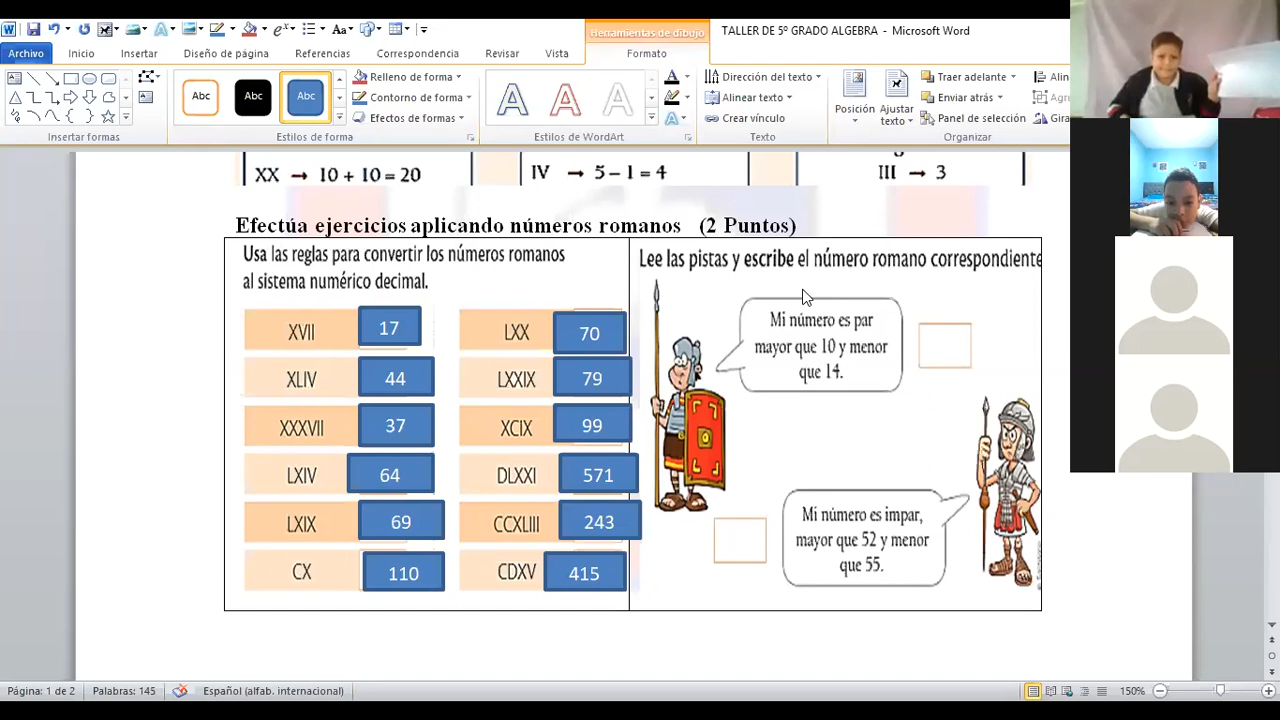 TALLER DE 5º GRADO ALGEBRA - Microsoft Word
Herramientas de dibujo
Archivo Inicio Insertar Diseño de página Referencias Correspondencia Revisar Vista Formato
Abc Abc Abc
Relleno de forma
Contorno de forma
Efectos de formas
Dirección del texto
Alinear texto
Crear vínculo
Posición
Ajustar texto
Traer adelante
Enviar atrás
Panel de selección
Insertar formas Estilos de forma Estilos de WordArt Texto Organizar
XX → 10 + 10 = 20
IV → 5 – 1 = 4
III → 3
Efectúa ejercicios aplicando números romanos (2 Puntos)
Usa las reglas para convertir los números romanos
al sistema numérico decimal.
XVII 17 LXX 70
XLIV 44 LXXIX 79
XXXVII 37 XCIX 99
LXIV 64 DLXXI 571
LXIX 69 CCXLIII 243
CX 110 CDXV 415
Lee las pistas y escribe el número romano correspondiente
Mi número es par
mayor que 10 y menor
que 14.
Mi número es impar,
mayor que 52 y menor
que 55.
Página: 1 de 2 Palabras: 145 Español (alfab. internacional) 150%